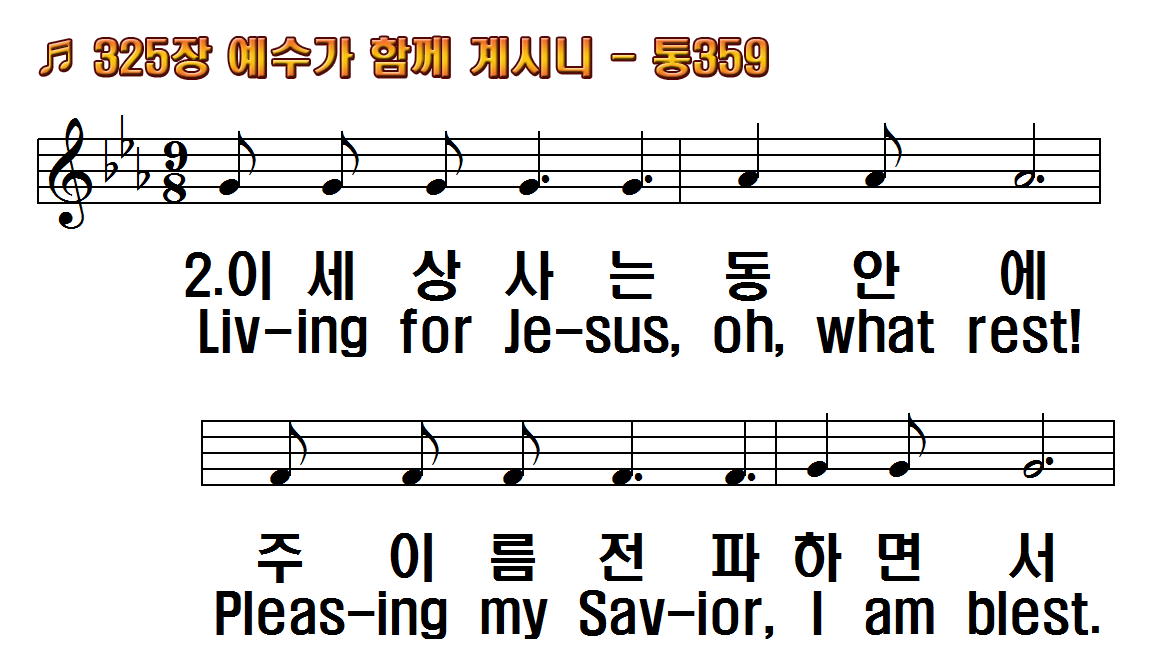 325장 예수가 함께 계시니 - 통359
9
8
2.이 세 상 사 는 동 안 에
Liv-ing for Je-sus, oh, what rest!
주 이 름 전 파 하 면 서
Pleas-ing my Sav-ior, I am blest.